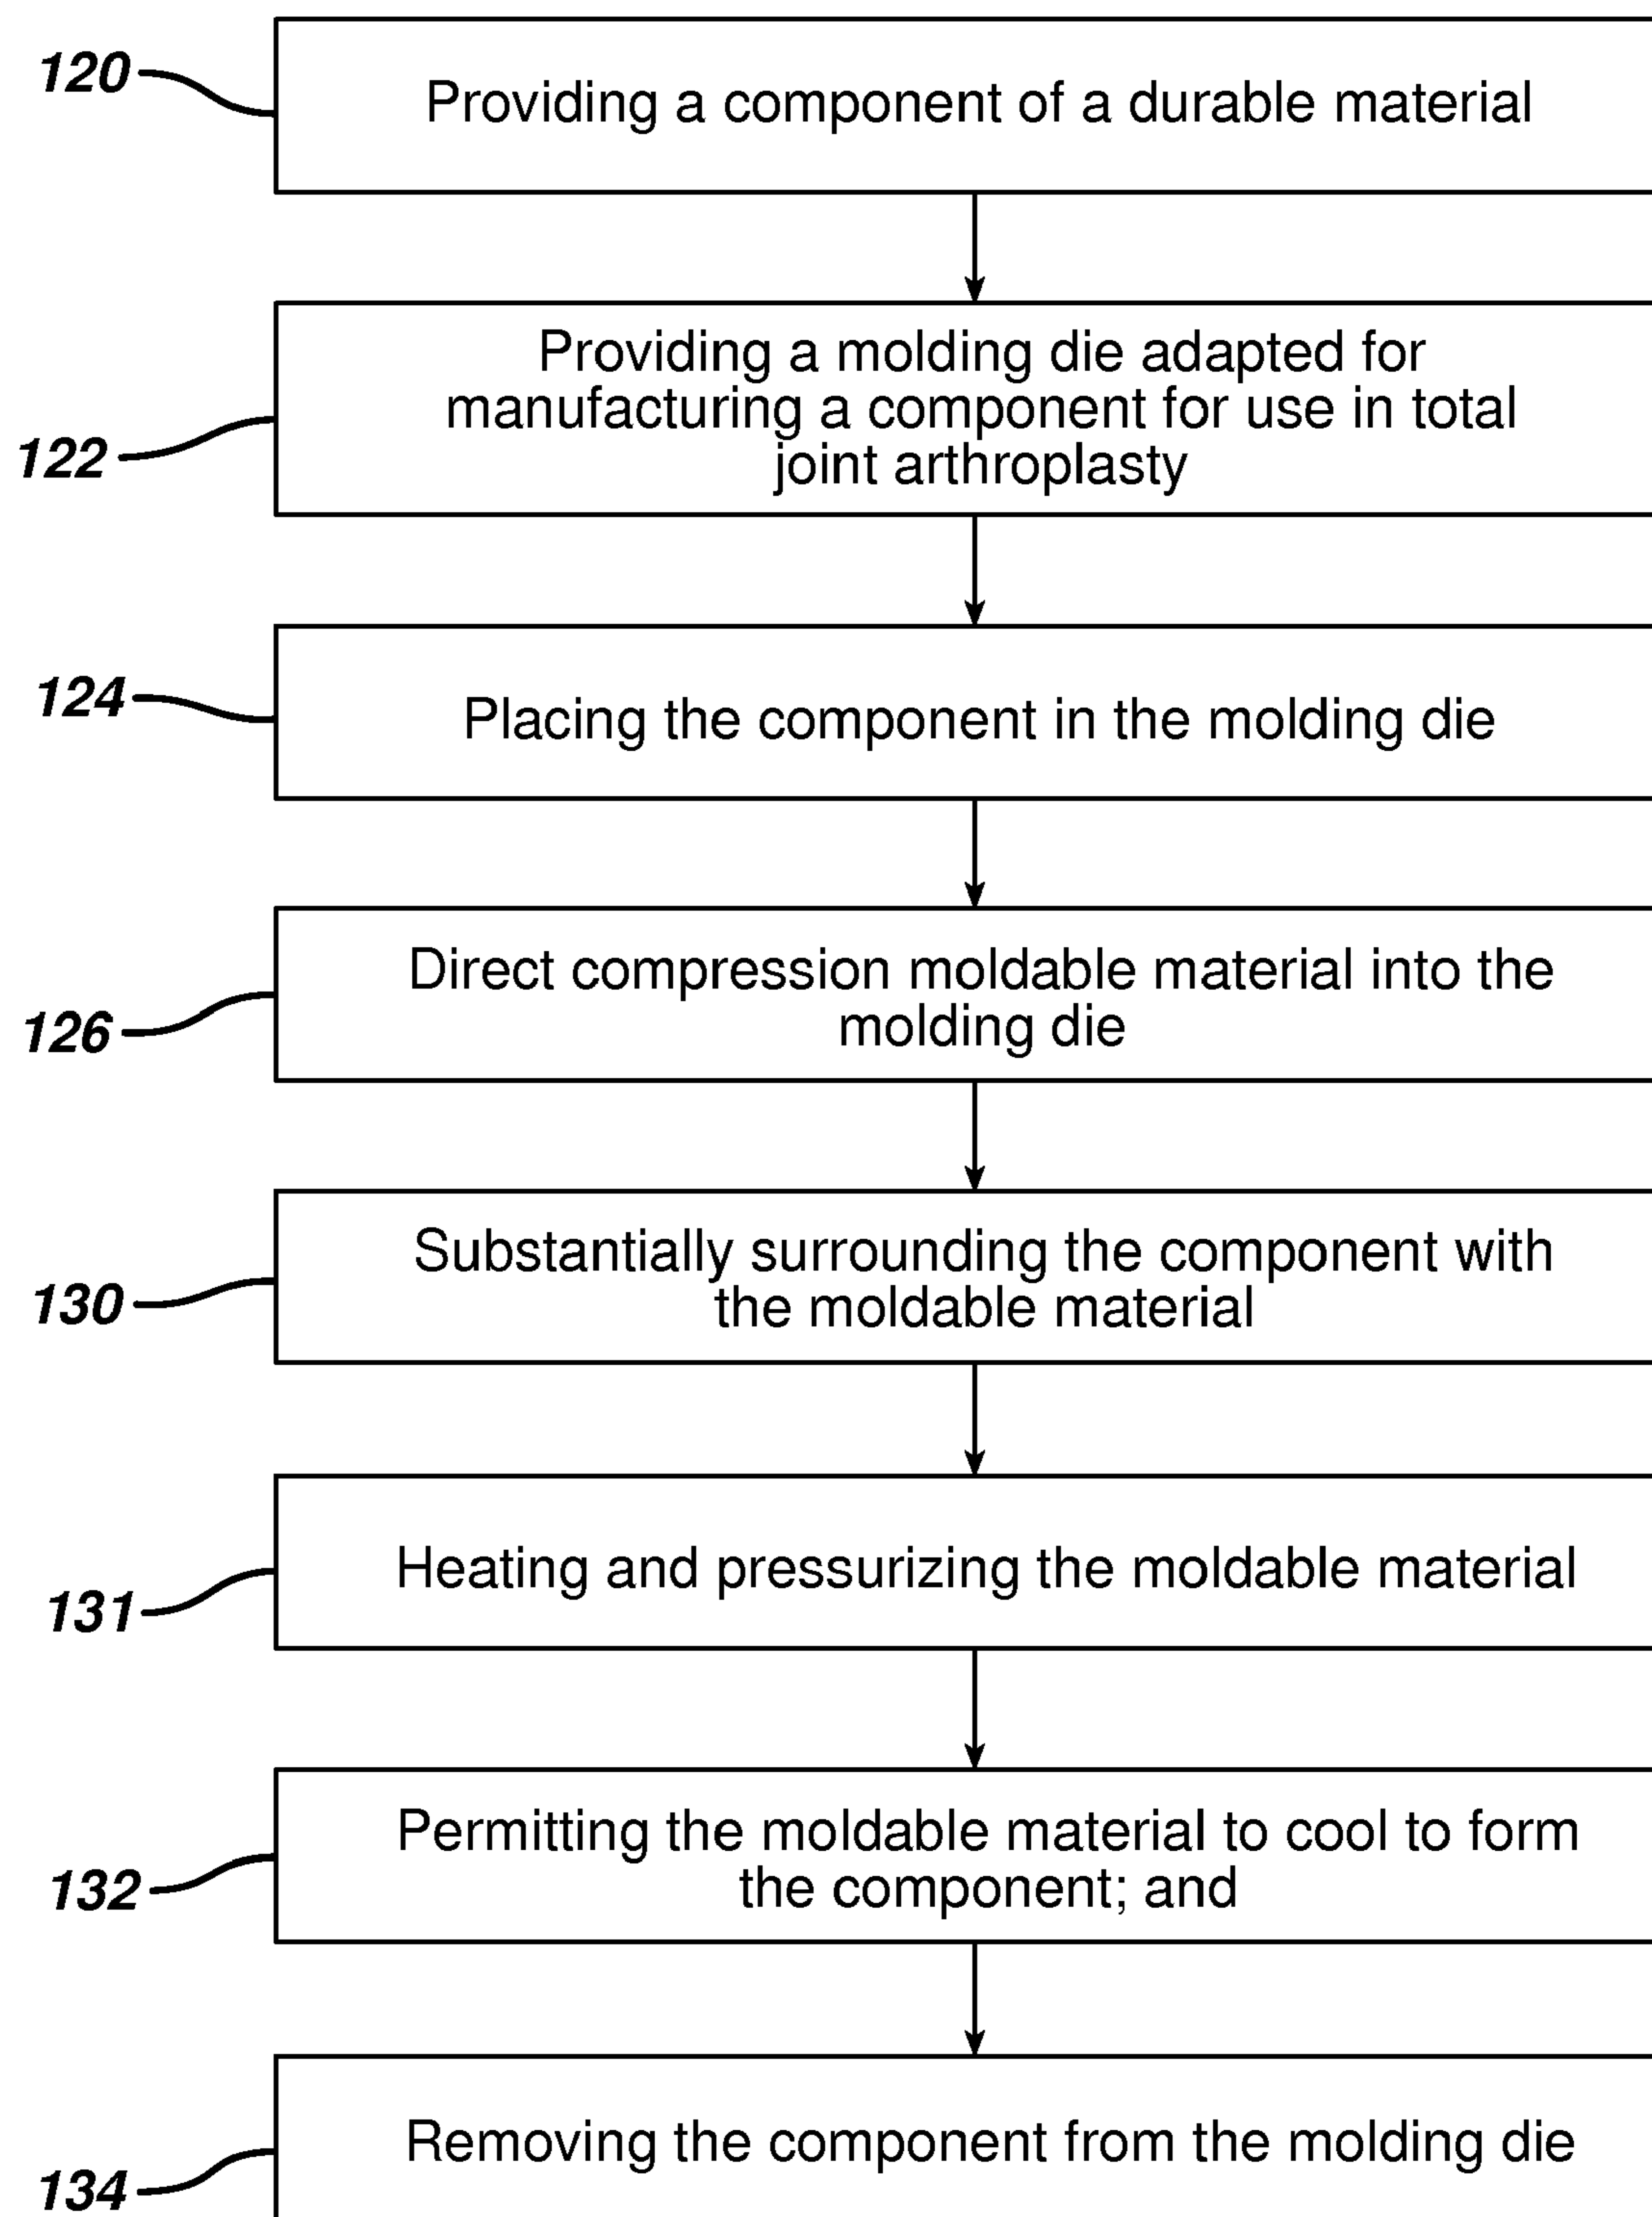 120
Providing a component of a durable material
Providing a molding die adapted for
manufacturing a component for use in total
joint arthroplasty
122
124
Placing the component in the molding die
Direct compression moldable material into the
molding die
126
Substantially surrounding the component with
the moldable material
130
Heating and pressurizing the moldable material
131
Permitting the moldable material to cool to form
the component; and
132
Removing the component from the molding die
134